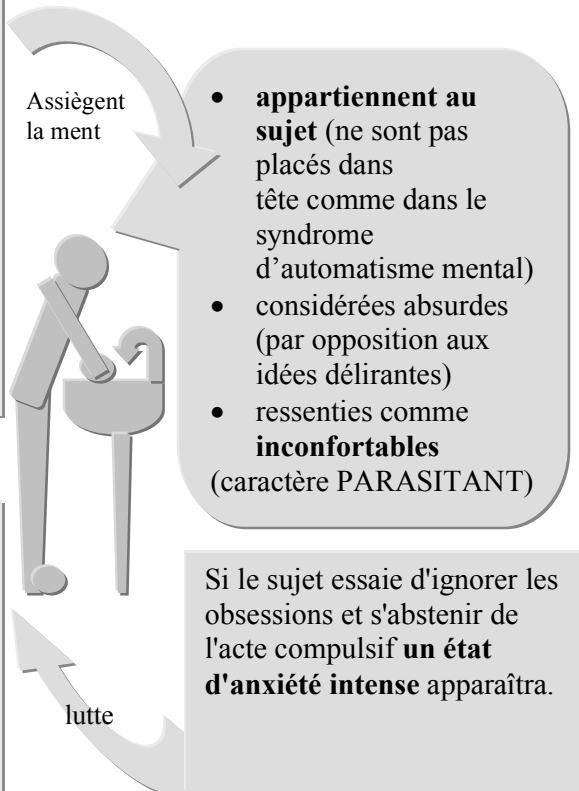 Assiègent
la ment
• appartiennent au
sujet (ne sont pas
placés dans
tête comme dans le
syndrome
d’automatisme mental)
• considérées absurdes
(par opposition aux
idées délirantes)
• ressenties comme
inconfortables
(caractère PARASITANT)
Si le sujet essaie d'ignorer les
obsessions et s'abstenir de
l'acte compulsif un état
d'anxiété intense apparaîtra.
lutte